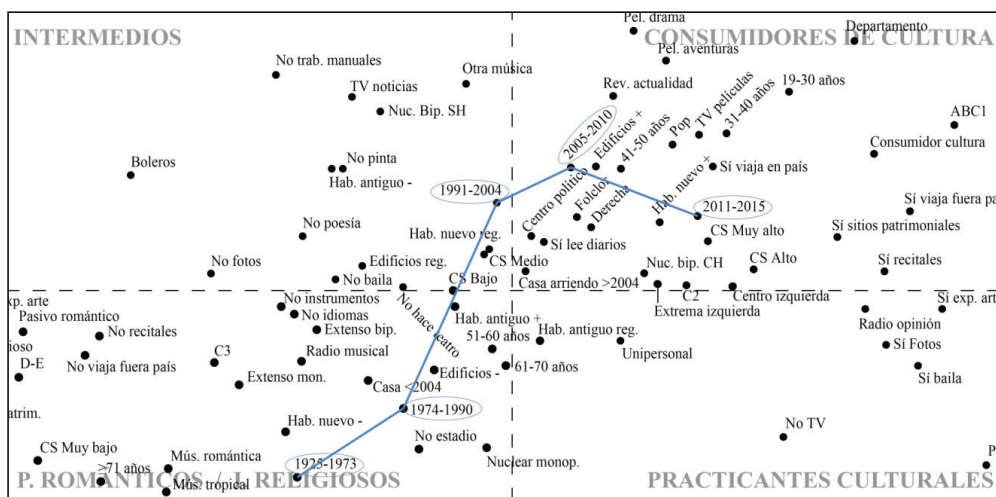 Pel. drama
Departamento
INTERMEDIOS
CONSUMIDORES DE CULTURA
Pel. aventuras
No trab. manuales
Otra música
TV noticias
Rev. actualidad
19-30 años
Nuc. Bip. SH
TV películas
31-40 años
ABC1
2005-2010
Edificios +
41-50 años
Pop
Consumidor cultura
Boleros
No pinta
Hab. antiguo -
Sí viaja en país
1991-2004
Centro político
Folclor
Derecha
Hab. nuevo +
2011-2015
Sí viaja fuera pa
No poesía
Hab. nuevo reg.
Sí lee diarios
CS Muy alto
Sí sitios patrimoniales
CS Medio
No fotos
Edificios reg.
No baila
CS Bajo
Casa arriendo >2004
Nuc. bip. CH
CS Alto
Sí recitales
No hace teatro
C2
Centro izquierda
Extrema izquierda
exp. arte
No instrumentos
Sí exp. art
Pasivo romántico
No idiomas
Hab. antiguo +
Radio opinión
No recitales
Extenso bip.
51-60 años
Hab. antiguo reg.
ioso
Sí Fotos
D-E
No viaja fuera país
C3
Radio musical
Unipersonal
Extenso mon.
Casa <2004
Edificios -
61-70 años
Sí baila
atrim.
1974-1990
Hab. nuevo -
No estadio
No TV
CS Muy bajo
Mús. romántica
1925-1973
Nuclear monop.
P
>71 años
P. ROMÁNTICOS / J. RELIGIOSOS
PRACTICANTES CULTURALES
Mús. tropical